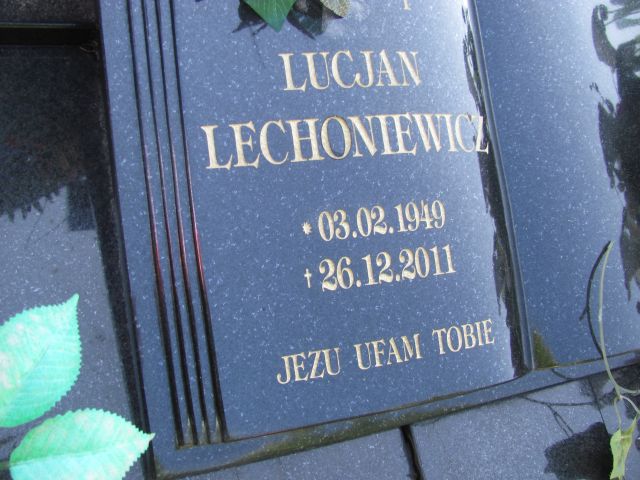 LUCJAN
LECHONIEWICZ
* 03.02.1949
† 26.12.2011
JEZU UFAM TOBIE